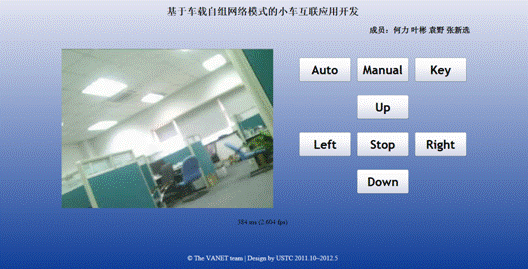 基于车载自组网络模式的小车互联应用开发
成员：何力 叶彬 袁野 张新选
Auto Manual Key
Up
Left Stop Right
Down
384 ms (2.604 fps)
© The VANET team | Design by USTC 2011.10--2012.5